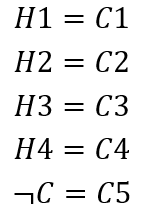 H1 = C1
H2 = C2
H3 = C3
H4 = C4
¬C = C5